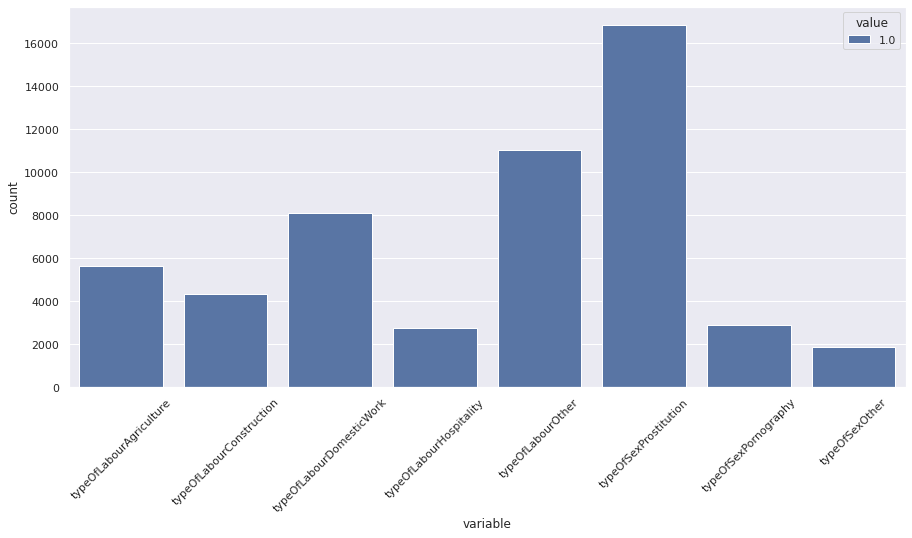 value
1.0
16000
14000
12000
10000
8000
6000
4000
2000
0
count
typeOfLabourAgriculture
typeOfLabourConstruction
typeOfLabourDomesticWork
typeOfLabourHospitality
typeOfLabourOther
typeOfSexProstitution
typeOfSexPornography
typeOfSexOther
variable